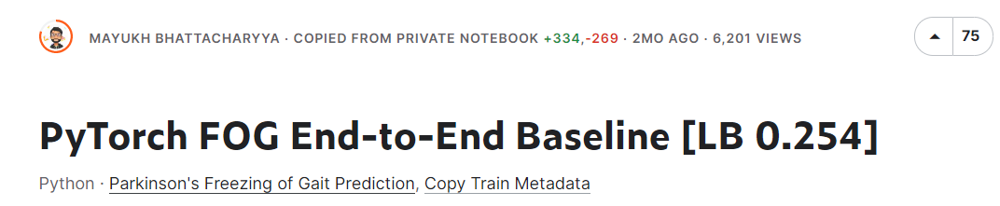 MAYUKH BHATTACHARYYA · COPIED FROM PRIVATE NOTEBOOK +334,-269 · 2MO AGO · 6,201 VIEWS
75
PyTorch FOG End-to-End Baseline [LB 0.254]
Python · Parkinson's Freezing of Gait Prediction, Copy Train Metadata